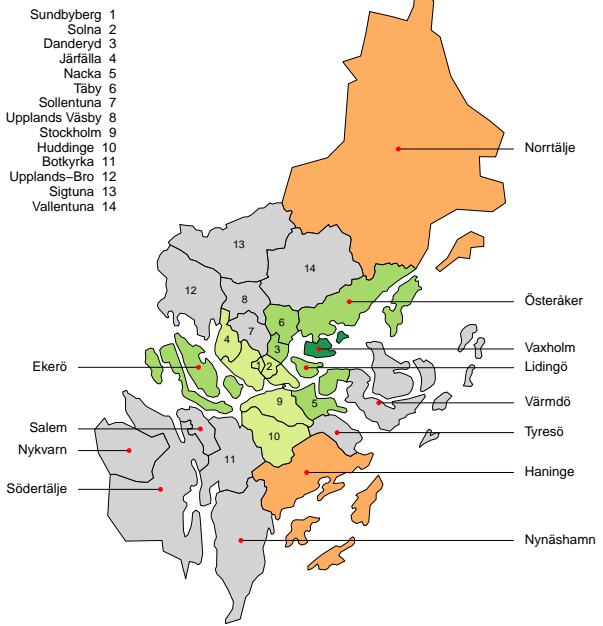 Sundbyberg 1
Solna 2
Danderyd 3
Järfälla 4
Nacka 5
Täby 6
Sollentuna 7
Upplands Väsby 8
Stockholm 9
Huddinge 10
Botkyrka 11
Upplands−Bro 12
Sigtuna 13
Vallentuna 14
Norrtälje
13
14
12
8
Österåker
6
7
4
3
Vaxholm
Ekerö
2
1
Lidingö
9
5
Värmdö
Salem
10
Tyresö
Nykvarn
11
Haninge
Södertälje
Nynäshamn